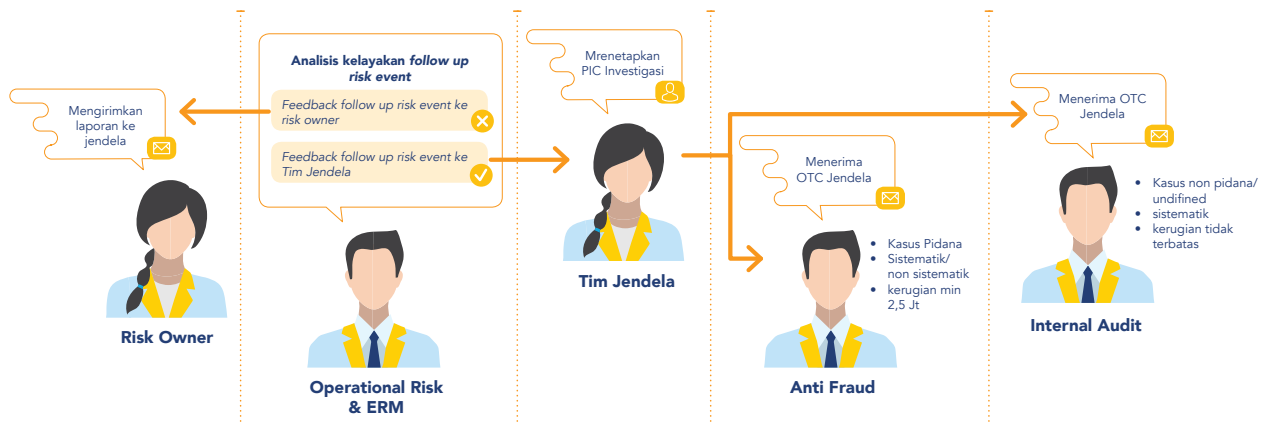 Mengirimkan
laporan ke
jendela
Risk Owner
Analisis kelayakan follow up
risk event
Feedback follow up risk event ke
risk owner
Feedback follow up risk event ke
Tim Jendela
Operational Risk
& ERM
Mrenetapkan
PIC Investigasi
Tim Jendela
Menerima
OTC Jendela
• Kasus Pidana
• Sistematik/
non sistematik
• kerugian min
2,5 Jt
Anti Fraud
Menerima OTC
Jendela
• Kasus non pidana/
undifined
• sistematik
• kerugian tidak
terbatas
Internal Audit